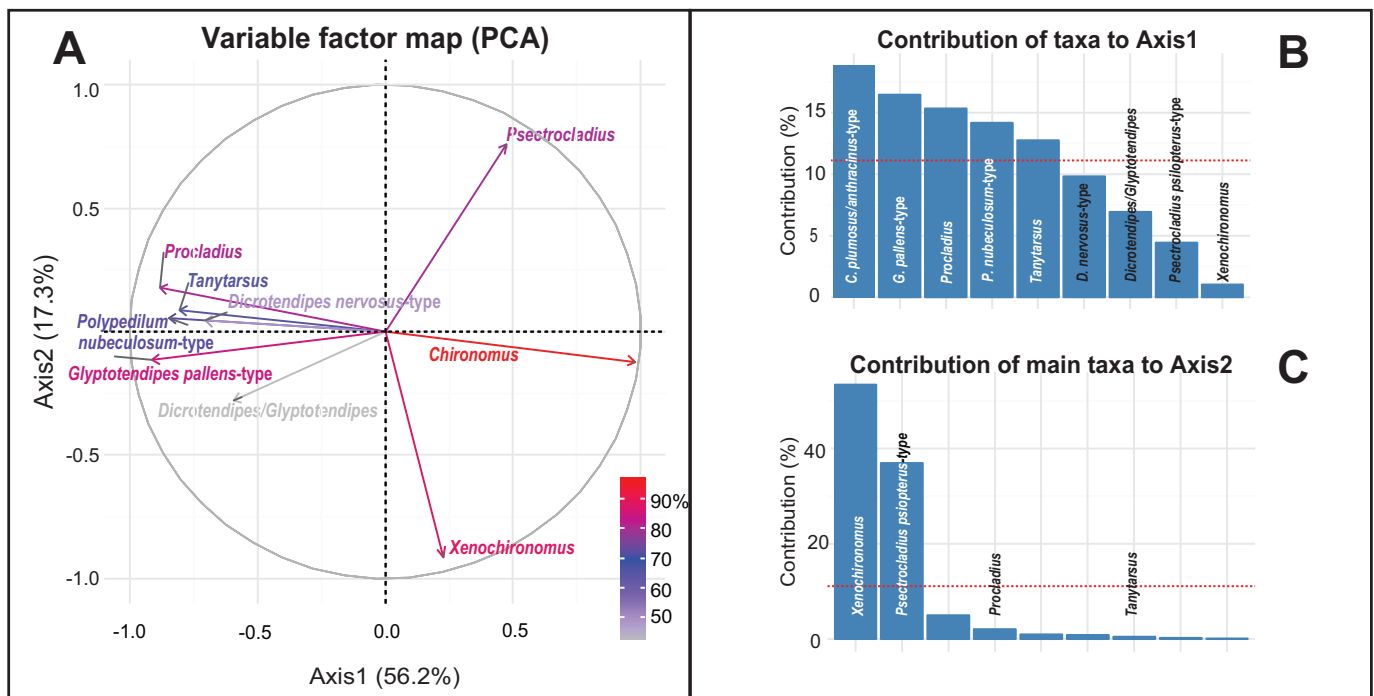 A
Variable factor map (PCA)
1.0
0.5
0.0
-0.5
-1.0
Axis2 (17.3%)
Psectrocladius
Procladius
Tanytarsus
Dicrotendipes nervosus-type
Polypedilum
nubeculosum-type
Glyptotendipes pallens-type
Dicrotendipes/Glyptotendipes
Chironomus
Xenochironomus
90%
80
70
60
50
-1.0
-0.5
0.0
0.5
Axis1 (56.2%)
B
Contribution of taxa to Axis1
Contribution (%)
15
10
5
0
C. plumosus/anthracinus-type
G. pallens-type
Procladius
P. nubeculosum-type
Tanytarsus
D. nervosus-type
Dicrotendipes/Glyptotendipes
Psectrocladius psilopterus-type
Xenochironomus
C
Contribution of main taxa to Axis2
Contribution (%)
40
20
0
Xenochironomus
Psectrocladius psiopterus-type
Procladius
Tanytarsus